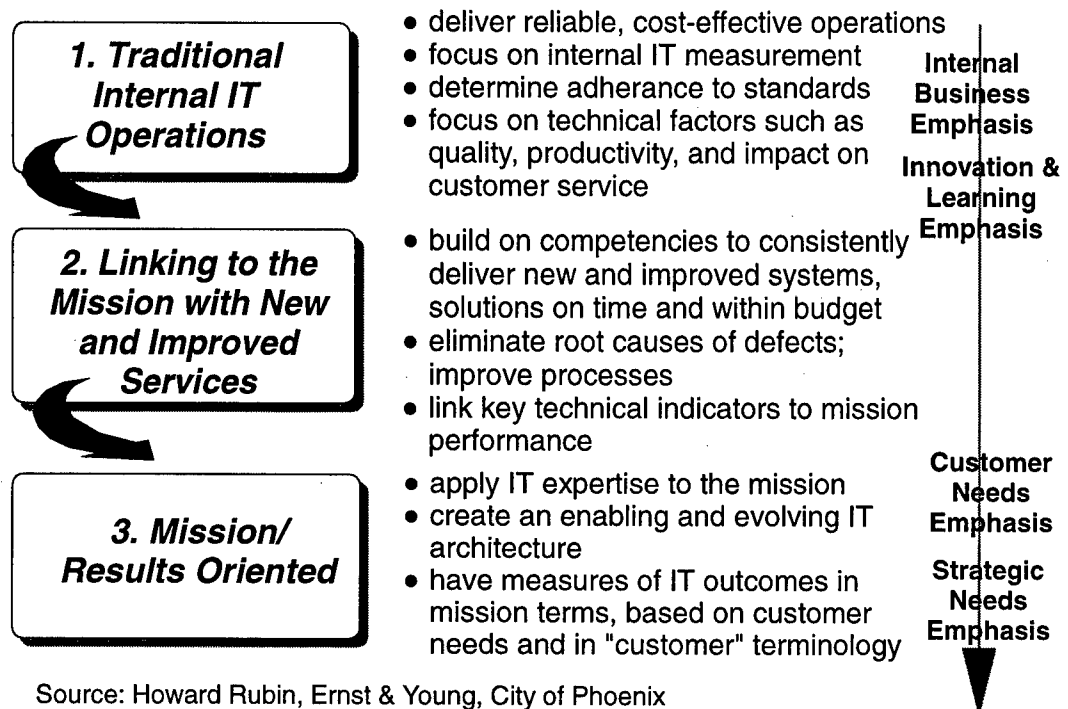 1. Traditional
Internal IT
Operations
• deliver reliable, cost-effective operations
• focus on internal IT measurement
• determine adherance to standards
• focus on technical factors such as
quality, productivity, and impact on
customer service
Internal
Business
Emphasis
Innovation &
Learning
Emphasis
2. Linking to the
Mission with New
and Improved
Services
• build on competencies to consistently
deliver new and improved systems,
solutions on time and within budget
• eliminate root causes of defects;
improve processes
• link key technical indicators to mission
performance
3. Mission/
Results Oriented
• apply IT expertise to the mission
• create an enabling and evolving IT
architecture
• have measures of IT outcomes in
mission terms, based on customer
needs and in "customer" terminology
Customer
Needs
Emphasis
Strategic
Needs
Emphasis
Source: Howard Rubin, Ernst & Young, City of Phoenix